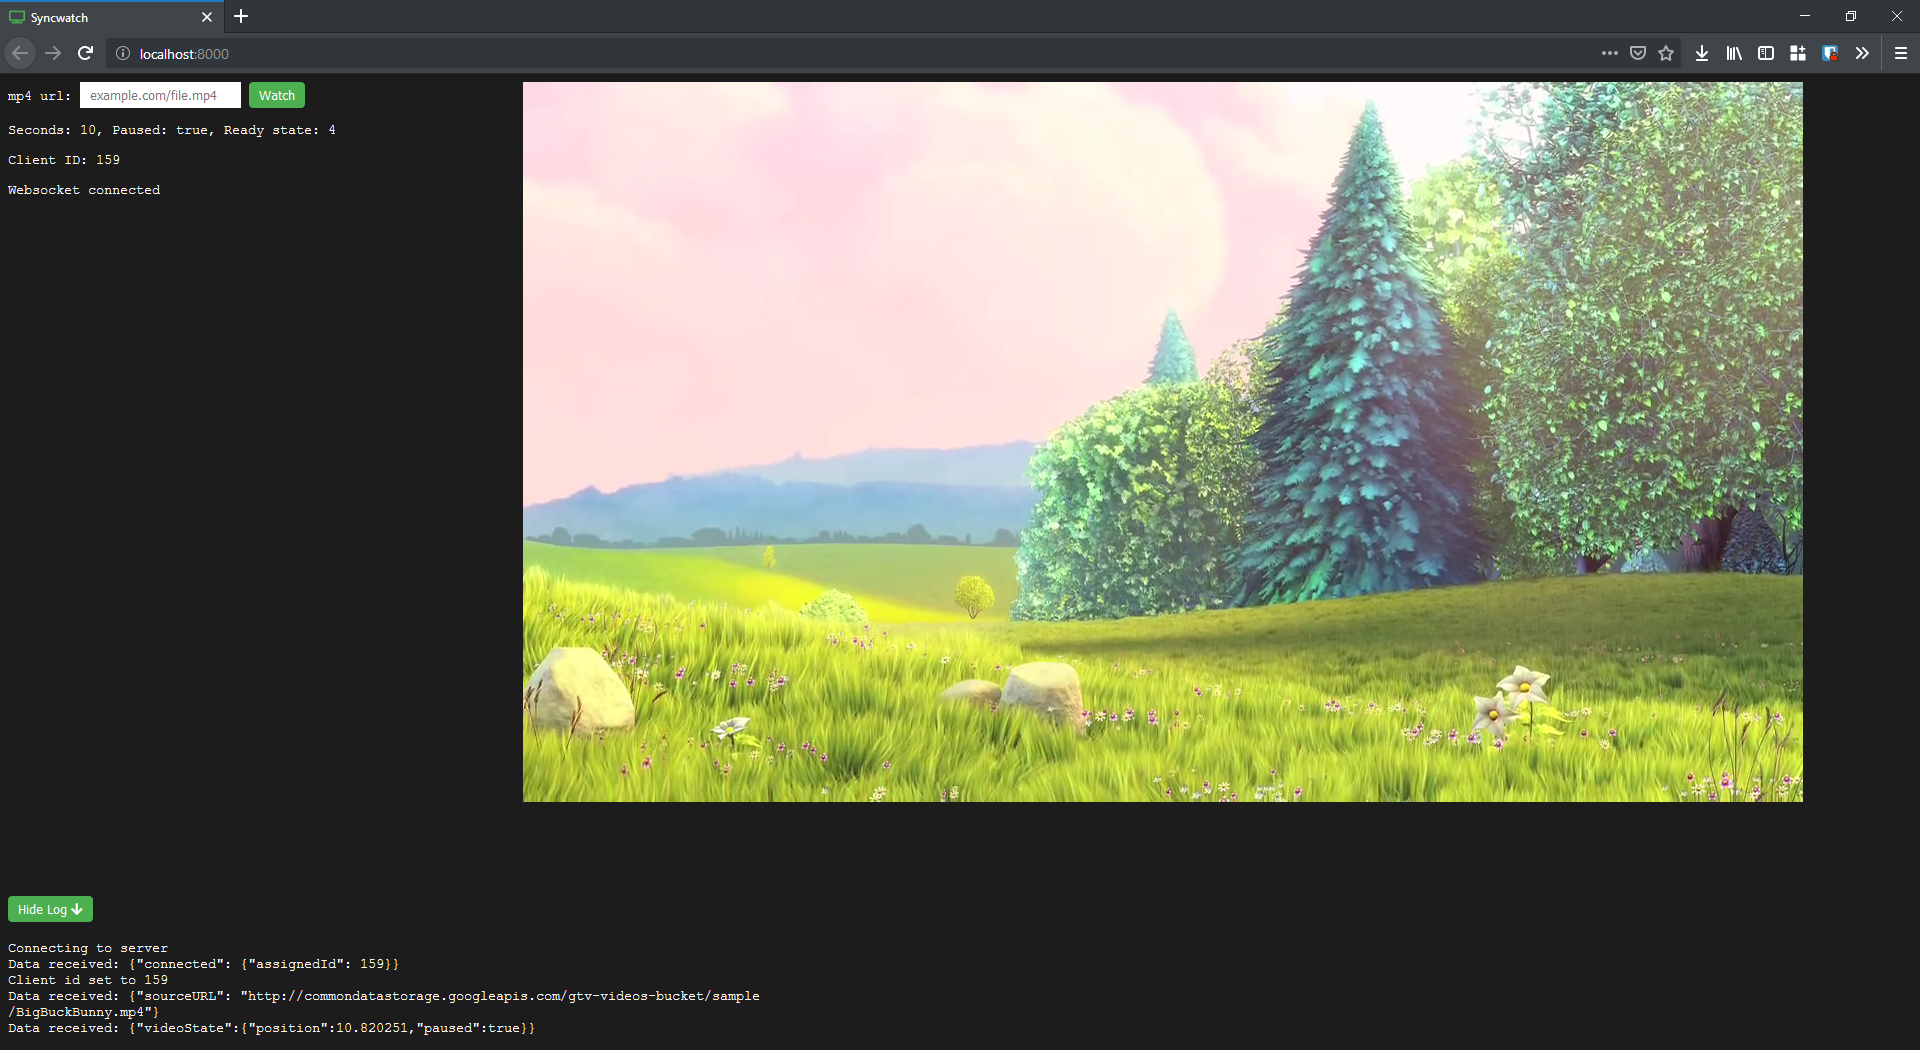 Syncwatch
localhost:8000
mp4 url: example.com/file.mp4 Watch
Seconds: 10, Paused: true, Ready state: 4
Client ID: 159
Websocket connected
Hide Log
Connecting to server
Data received: {"connected": {"assignedId": 159}}
Client id set to 159
Data received: {"sourceURL": "http://commondatastorage.googleapis.com/gtv-videos-bucket/sample
/BigBuckBunny.mp4"}
Data received: {"videoState":{"position":10.820251,"paused":true}}